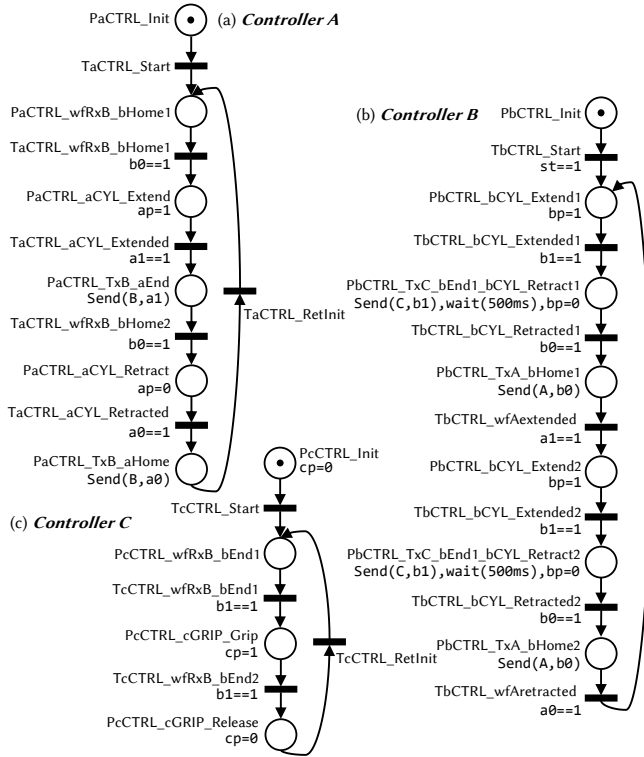 PaCTRL_Init
(a) Controller A
TaCTRL_Start
PaCTRL_wfRxB_bHome1
TaCTRL_wfRxB_bHome1
b0==1
PaCTRL_aCYL_Extend
ap=1
TaCTRL_aCYL_Extended
a1==1
PaCTRL_TxB_aEnd
Send(B,a1)
TaCTRL_RetInit
TaCTRL_wfRxB_bHome2
b0==1
PaCTRL_aCYL_Retract
ap=0
TaCTRL_aCYL_Retracted
a0==1
PaCTRL_TxB_aHome
Send(B,a0)
(b) Controller B
PbCTRL_Init
TbCTRL_Start
st==1
PbCTRL_bCYL_Extend1
bp=1
TbCTRL_bCYL_Extended1
b1==1
PbCTRL_TxC_bEnd1_bCYL_Retract1
Send(C,b1),wait(500ms),bp=0
TbCTRL_bCYL_Retracted1
b0==1
PbCTRL_TxA_bHome1
Send(A,b0)
TbCTRL_wfAextended
a1==1
PbCTRL_bCYL_Extend2
bp=1
TbCTRL_bCYL_Extended2
b1==1
PbCTRL_TxC_bEnd1_bCYL_Retract2
Send(C,b1),wait(500ms),bp=0
TbCTRL_bCYL_Retracted2
b0==1
PbCTRL_TxA_bHome2
Send(A,b0)
TbCTRL_wfAretracted
a0==1
(c) Controller C
PcCTRL_Init
cp=0
TcCTRL_Start
PcCTRL_wfRxB_bEnd1
TcCTRL_wfRxB_bEnd1
b1==1
PcCTRL_cGRIP_Grip
cp=1
TcCTRL_RetInit
TcCTRL_wfRxB_bEnd2
b1==1
PcCTRL_cGRIP_Release
cp=0